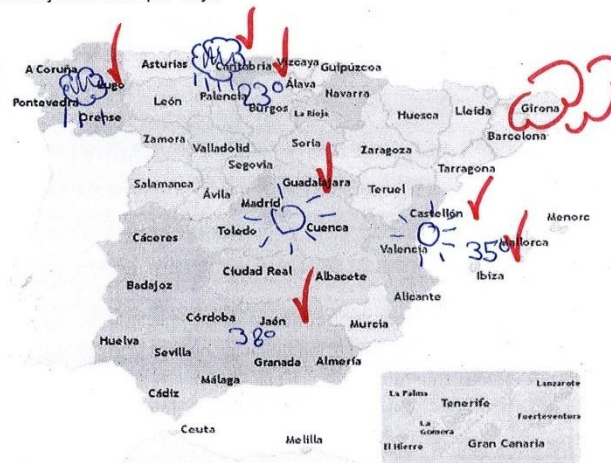 Asturias Cantabria Vizcaya Guipúzcoa
A Coruña Lugo Álava
Pontevedra León Palencia 23º Burgos Navarra
Orense La Rioja Huesca Lleida Girona
Barcelona
Zamora Valladolid Soria Zaragoza
Segovia Tarragona
Salamanca Ávila Guadalajara Teruel
Madrid Castellón Menorc
Cáceres Toledo Cuenca Valencia 35º Mallorca
Ibiza
Badajoz Ciudad Real Albacete
Alicante
Córdoba Jaén Murcia
38º
Huelva Sevilla Granada Almería
Málaga
Cádiz
Ceuta Melilla
La Palma Tenerife Lanzarote
La Gomera Fuerteventura
El Hierro Gran Canaria